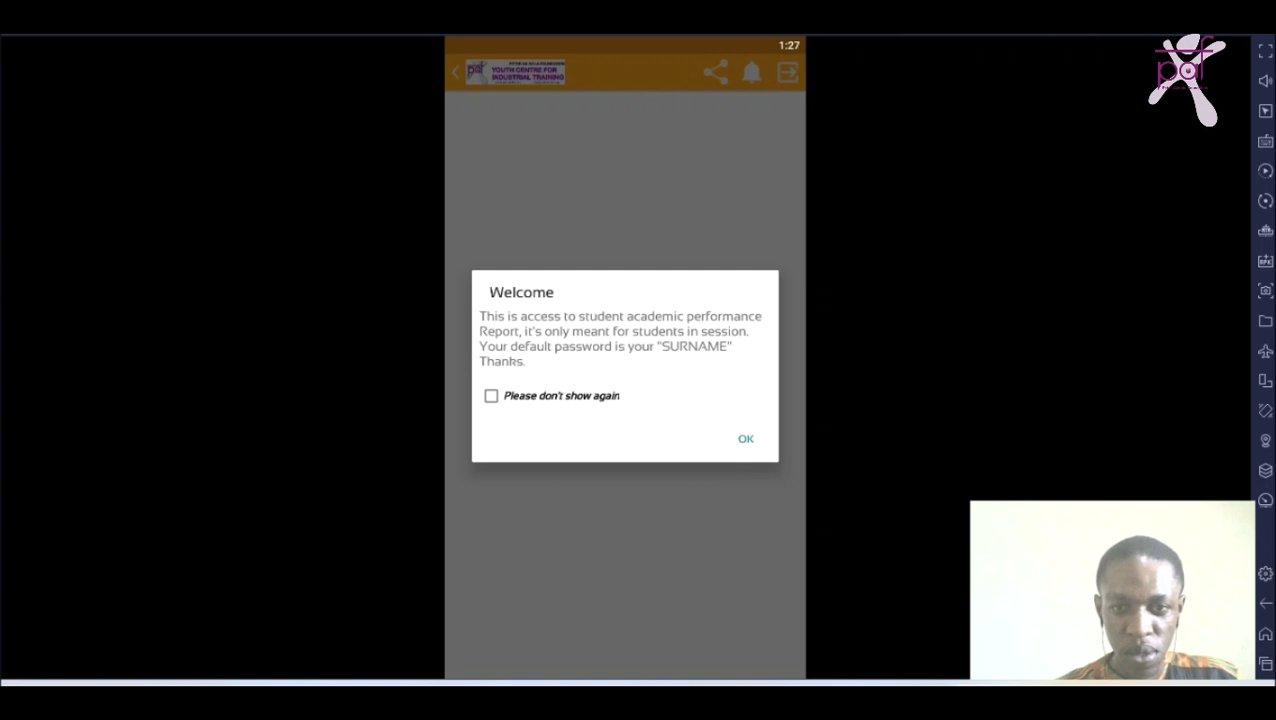 1:27
YOUTH CENTRE FOR
INDUSTRIAL TRAINING
paf
Welcome
This is access to student academic performance
Report, it's only meant for students in session.
Your default password is your "SURNAME"
Thanks.
Please don't show again
OK